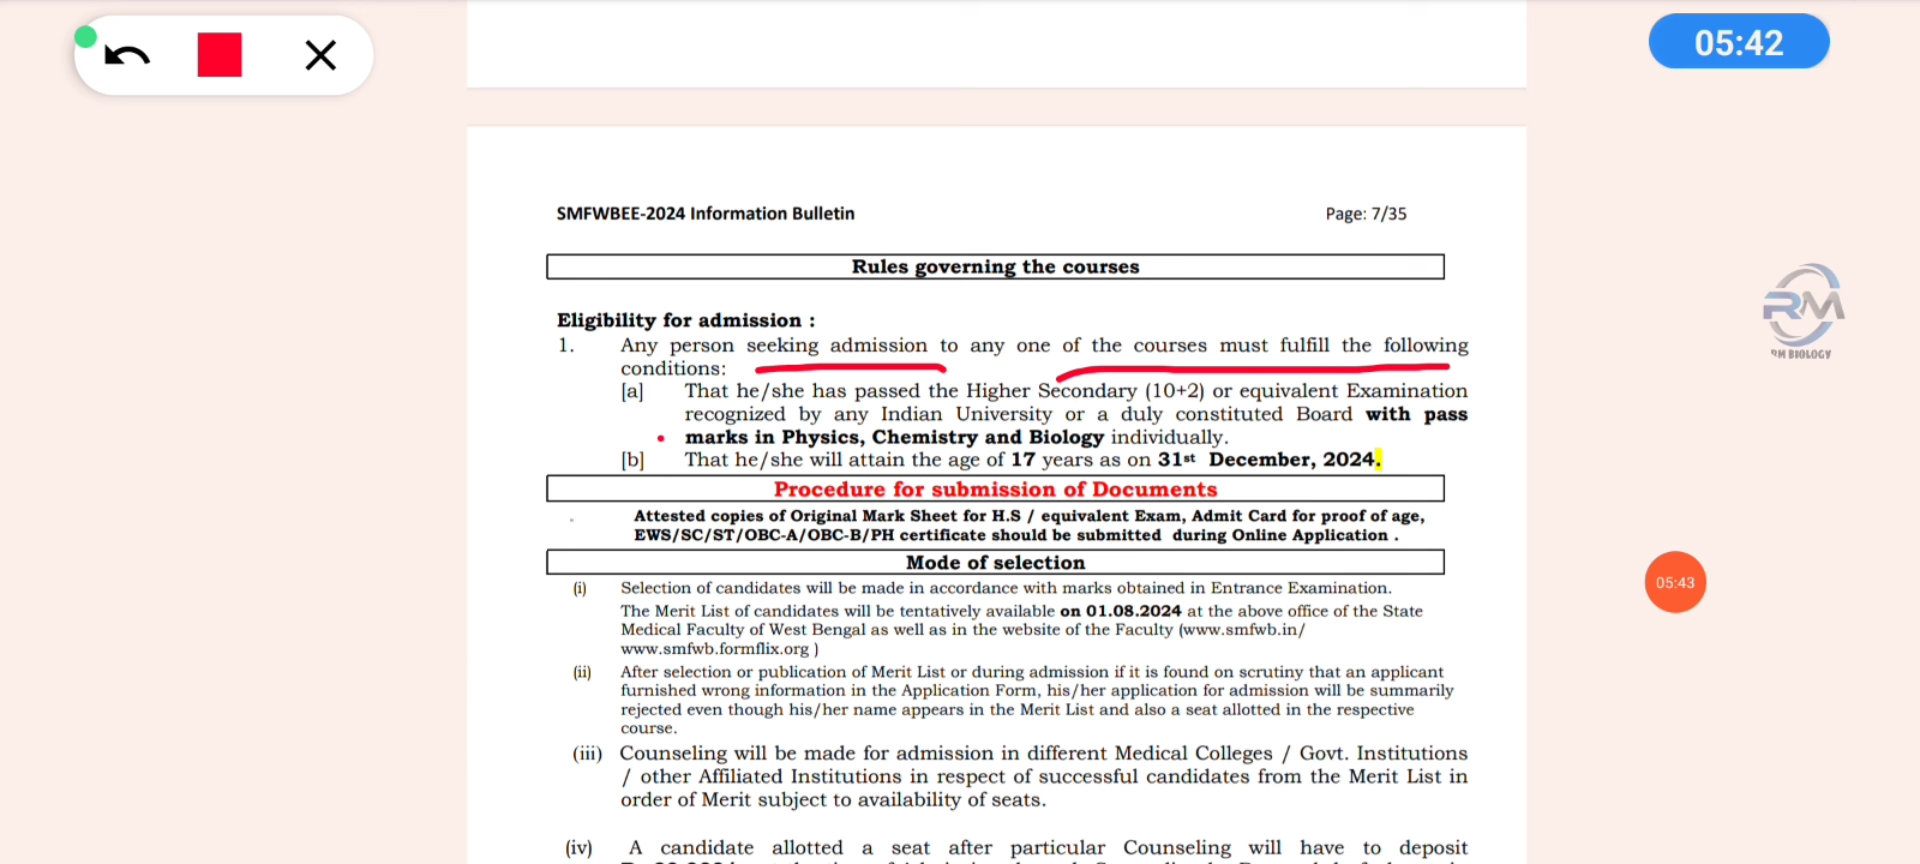 05:42
SMFWBEE-2024 Information Bulletin Page: 7/35
Rules governing the courses
Eligibility for admission :
1. Any person seeking admission to any one of the courses must fulfill the following
conditions:
[a] That he/she has passed the Higher Secondary (10+2) or equivalent Examination
recognized by any Indian University or a duly constituted Board with pass
marks in Physics, Chemistry and Biology individually.
[b] That he/she will attain the age of 17 years as on 31st December, 2024.
Procedure for submission of Documents
Attested copies of Original Mark Sheet for H.S / equivalent Exam, Admit Card for proof of age,
EWS/SC/ST/OBC-A/OBC-B/PH certificate should be submitted during Online Application .
Mode of selection
(i) Selection of candidates will be made in accordance with marks obtained in Entrance Examination.
The Merit List of candidates will be tentatively available on 01.08.2024 at the above office of the State
Medical Faculty of West Bengal as well as in the website of the Faculty (www.smfwb.in/
www.smfwb.formflix.org )
(ii) After selection or publication of Merit List or during admission if it is found on scrutiny that an applicant
furnished wrong information in the Application Form, his/her application for admission will be summarily
rejected even though his/her name appears in the Merit List and also a seat allotted in the respective
course.
(iii) Counseling will be made for admission in different Medical Colleges / Govt. Institutions
/ other Affiliated Institutions in respect of successful candidates from the Merit List in
order of Merit subject to availability of seats.
(iv) A candidate allotted a seat after particular Counseling will have to deposit
RM
RM BIOLOGY
05:43